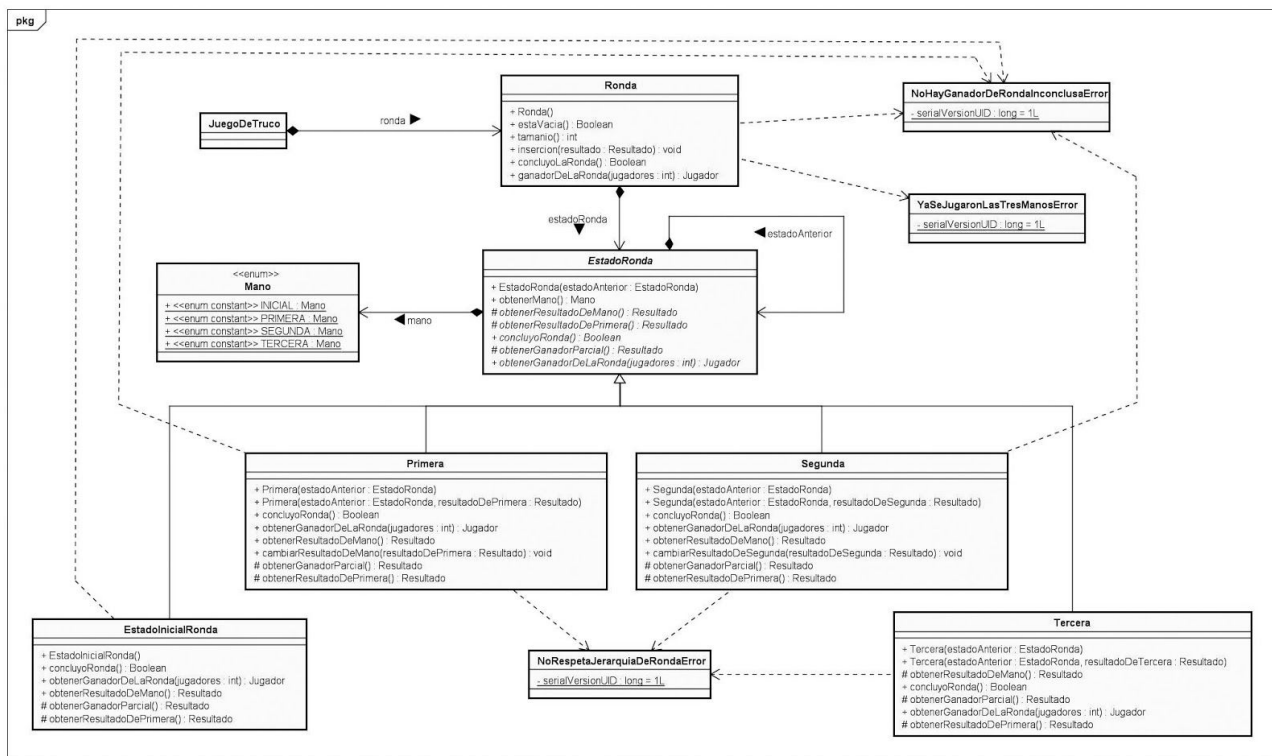 pkg
Ronda
+ Ronda()
+ estaVacia() : Boolean
+ tamanio() : int
+ insercion(resultado : Resultado) : void
+ concluyoLaRonda() : Boolean
+ ganadorDeLaRonda(jugadores : int) : Jugador
NoHayGanadorDeRondaInconclusaError
- serialVersionUID : long = 1L
JuegoDeTruco
ronda ▶
YaSeJugaronLasTresManosError
- serialVersionUID : long = 1L
estadoRonda
▼
◀ estadoAnterior
EstadoRonda
+ EstadoRonda(estadoAnterior : EstadoRonda)
+ obtenerMano() : Mano
# obtenerResultadoDeMano() : Resultado
# obtenerResultadoDePrimera() : Resultado
+ concluyoRonda() : Boolean
# obtenerGanadorParcial() : Resultado
+ obtenerGanadorDeLaRonda(jugadores : int) : Jugador
<<enum>>
Mano
+ <<enum constant>> INICIAL : Mano
+ <<enum constant>> PRIMERA : Mano
+ <<enum constant>> SEGUNDA : Mano
+ <<enum constant>> TERCERA : Mano
◀ mano
Primera
+ Primera(estadoAnterior : EstadoRonda)
+ Primera(estadoAnterior : EstadoRonda, resultadoDePrimera : Resultado)
+ concluyoRonda() : Boolean
+ obtenerGanadorDeLaRonda(jugadores : int) : Jugador
+ obtenerResultadoDeMano() : Resultado
+ cambiarResultadoDeMano(resultadoDePrimera : Resultado) : void
# obtenerGanadorParcial() : Resultado
# obtenerResultadoDePrimera() : Resultado
Segunda
+ Segunda(estadoAnterior : EstadoRonda)
+ Segunda(estadoAnterior : EstadoRonda, resultadoDeSegunda : Resultado)
+ concluyoRonda() : Boolean
+ obtenerGanadorDeLaRonda(jugadores : int) : Jugador
+ obtenerResultadoDeMano() : Resultado
+ cambiarResultadoDeSegunda(resultadoDeSegunda : Resultado) : void
# obtenerGanadorParcial() : Resultado
# obtenerResultadoDePrimera() : Resultado
EstadoInicialRonda
+ EstadoInicialRonda()
+ concluyoRonda() : Boolean
+ obtenerGanadorDeLaRonda(jugadores : int) : Jugador
+ obtenerResultadoDeMano() : Resultado
# obtenerGanadorParcial() : Resultado
# obtenerResultadoDePrimera() : Resultado
NoRespetaJerarquiaDeRondaError
- serialVersionUID : long = 1L
Tercera
+ Tercera(estadoAnterior : EstadoRonda)
+ Tercera(estadoAnterior : EstadoRonda, resultadoDeTercera : Resultado)
# obtenerResultadoDeMano() : Resultado
+ concluyoRonda() : Boolean
# obtenerGanadorParcial() : Resultado
+ obtenerGanadorDeLaRonda(jugadores : int) : Jugador
# obtenerResultadoDePrimera() : Resultado